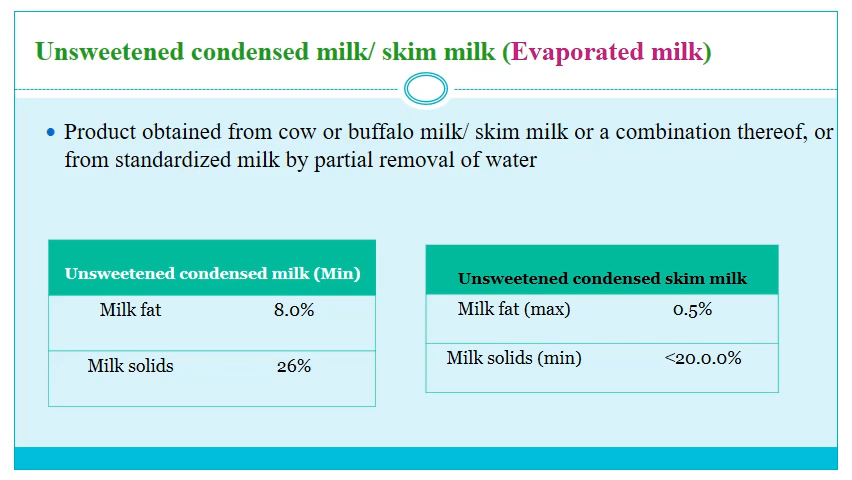 Unsweetened condensed milk/ skim milk (Evaporated milk)
• Product obtained from cow or buffalo milk/ skim milk or a combination thereof, or
from standardized milk by partial removal of water
Unsweetened condensed milk (Min)
Milk fat 8.0%
Milk solids 26%
Unsweetened condensed skim milk
Milk fat (max) 0.5%
Milk solids (min) <20.0.0%